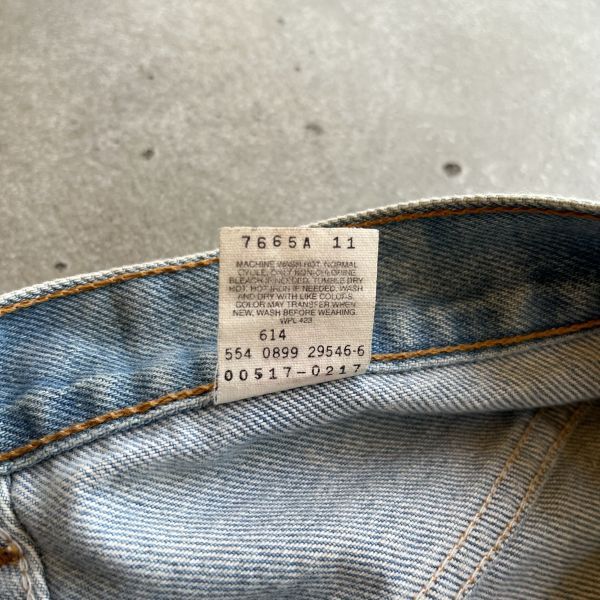 7665A 11
MACHINE WASH HOT, NORMAL
CYCLE, ONLY NON-CHLORINE
BLEACH IF NEEDED. TUMBLE DRY
HOT, HOT IRON IF NEEDED. WASH
AND DRY WITH LIKE COLORS.
COLOR MAY TRANSFER WHEN
NEW, WASH BEFORE WEARING.
WPL 423
614
554 0899 29546-6
00517-0217